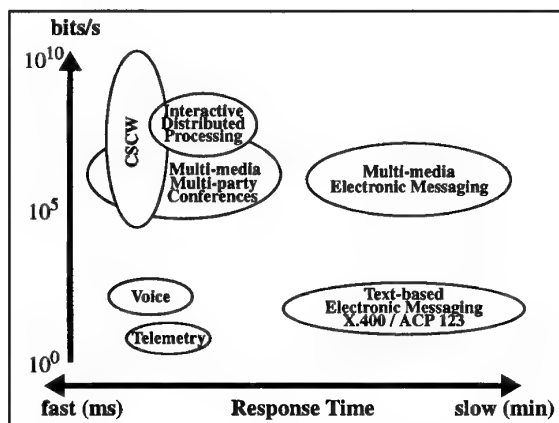 bits/s
10^10
CSCW
Interactive
Distributed
Processing
Multi-media
Multi-party
Conferences
Multi-media
Electronic Messaging
10^5
Voice
Text-based
Electronic Messaging
X.400 / ACP 123
Telemetry
10^0
fast (ms) Response Time slow (min)